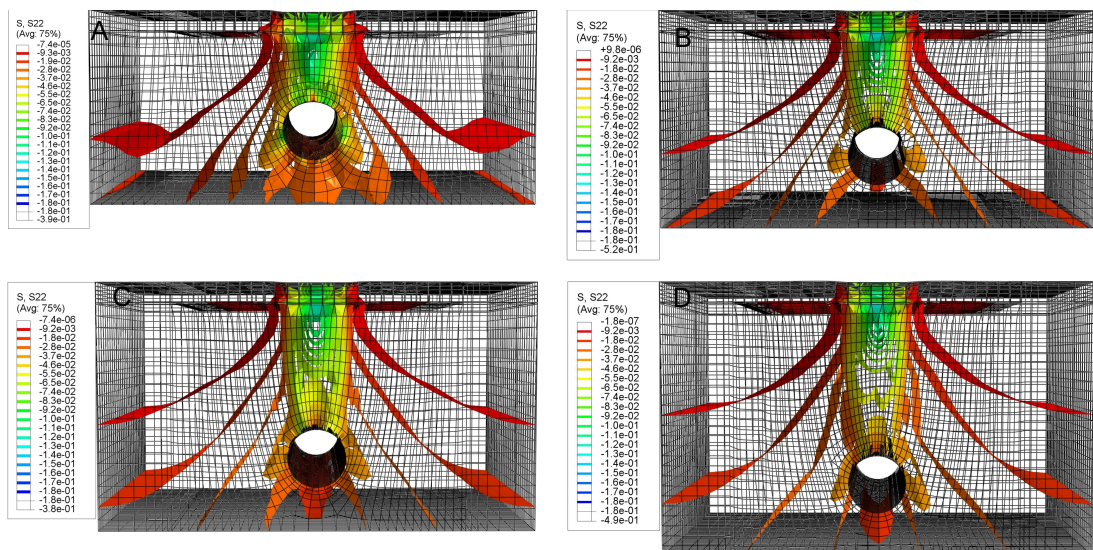 A
S, S22
(Avg: 75%)
-7.4e-05
-9.3e-03
-1.9e-02
-2.8e-02
-3.7e-02
-4.6e-02
-5.5e-02
-6.5e-02
-7.4e-02
-8.3e-02
-9.2e-02
-1.0e-01
-1.1e-01
-1.2e-01
-1.3e-01
-1.4e-01
-1.5e-01
-1.6e-01
-1.7e-01
-1.8e-01
-1.8e-01
-3.9e-01
B
S, S22
(Avg: 75%)
+9.8e-06
-9.2e-03
-1.8e-02
-2.8e-02
-3.7e-02
-4.6e-02
-5.5e-02
-6.5e-02
-7.4e-02
-8.3e-02
-9.2e-02
-1.0e-01
-1.1e-01
-1.2e-01
-1.3e-01
-1.4e-01
-1.5e-01
-1.6e-01
-1.7e-01
-1.8e-01
-1.8e-01
-5.2e-01
C
S, S22
(Avg: 75%)
-7.4e-06
-9.2e-03
-1.8e-02
-2.8e-02
-3.7e-02
-4.6e-02
-5.5e-02
-6.5e-02
-7.4e-02
-8.3e-02
-9.2e-02
-1.0e-01
-1.1e-01
-1.2e-01
-1.3e-01
-1.4e-01
-1.5e-01
-1.6e-01
-1.7e-01
-1.8e-01
-1.8e-01
-3.8e-01
D
S, S22
(Avg: 75%)
-1.8e-07
-9.2e-03
-1.8e-02
-2.8e-02
-3.7e-02
-4.6e-02
-5.5e-02
-6.5e-02
-7.4e-02
-8.3e-02
-9.2e-02
-1.0e-01
-1.1e-01
-1.2e-01
-1.3e-01
-1.4e-01
-1.5e-01
-1.6e-01
-1.7e-01
-1.8e-01
-1.8e-01
-4.9e-01